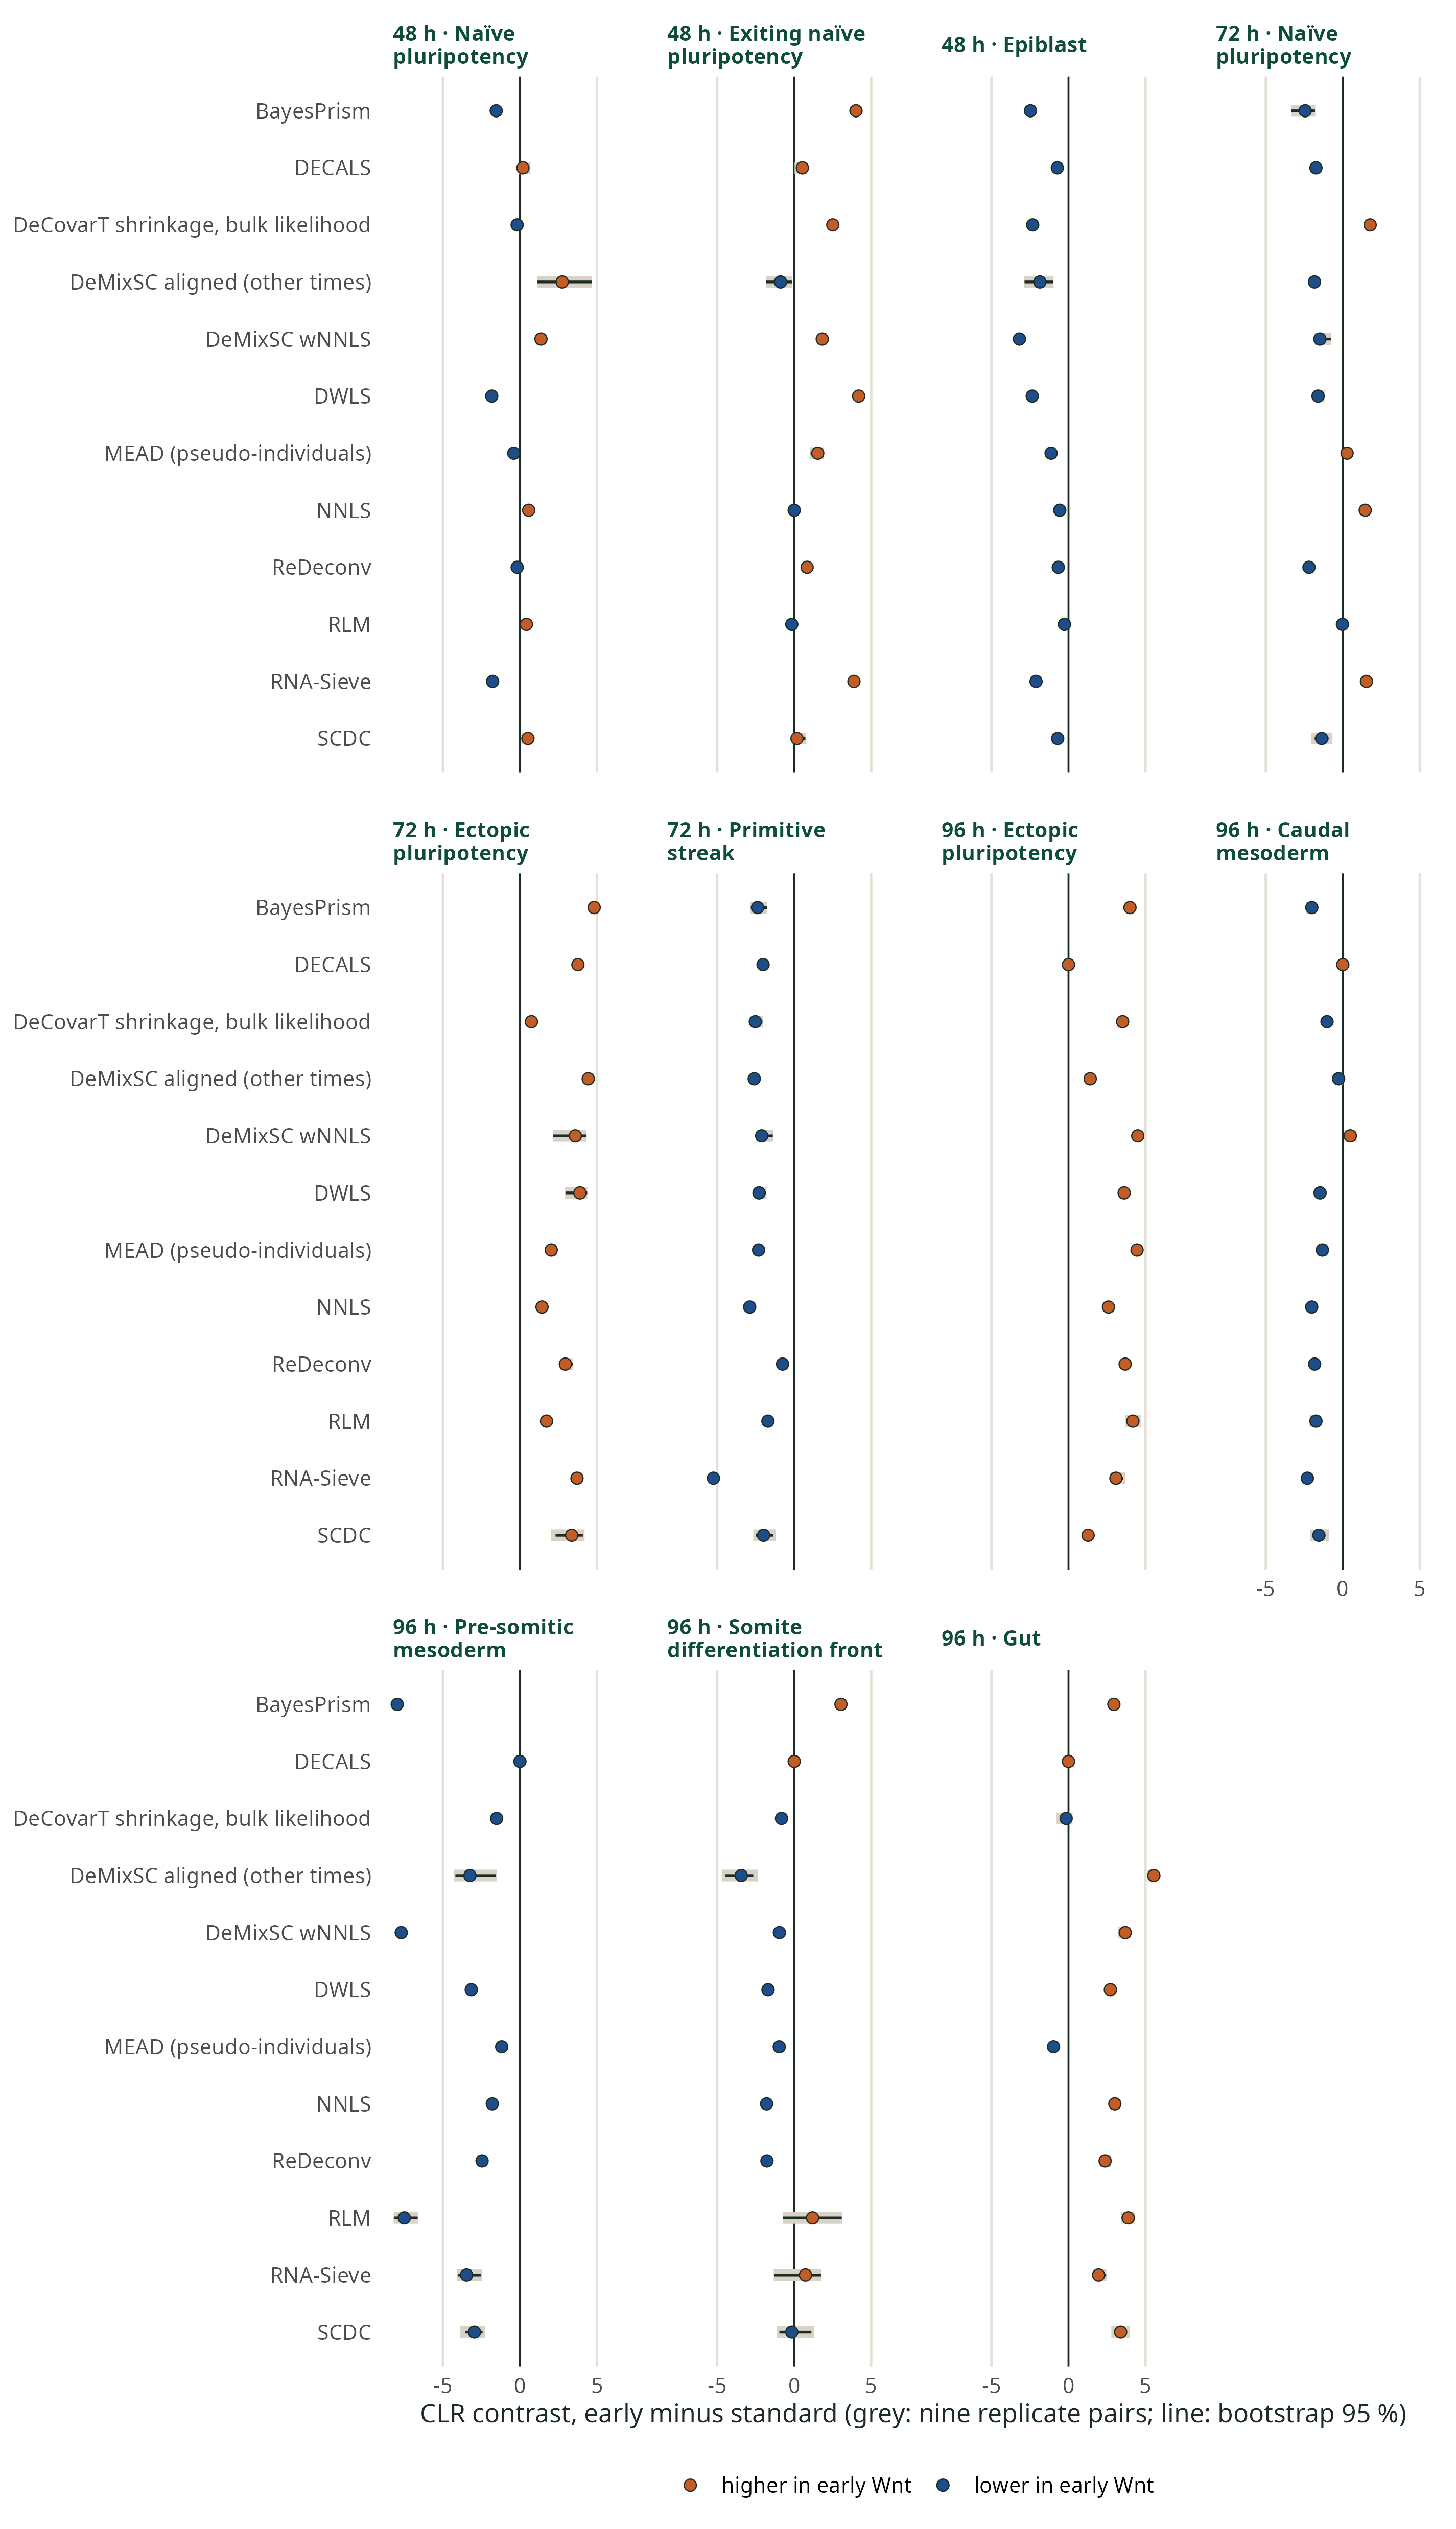 48 h · Naïve
pluripotency
48 h · Exiting naïve
pluripotency
48 h · Epiblast
72 h · Naïve
pluripotency
BayesPrism
DECALS
DeCovarT shrinkage, bulk likelihood
DeMixSC aligned (other times)
DeMixSC wNNLS
DWLS
MEAD (pseudo-individuals)
NNLS
ReDeconv
RLM
RNA-Sieve
SCDC
72 h · Ectopic
pluripotency
72 h · Primitive
streak
96 h · Ectopic
pluripotency
96 h · Caudal
mesoderm
BayesPrism
DECALS
DeCovarT shrinkage, bulk likelihood
DeMixSC aligned (other times)
DeMixSC wNNLS
DWLS
MEAD (pseudo-individuals)
NNLS
ReDeconv
RLM
RNA-Sieve
SCDC
-5 0 5
96 h · Pre-somitic
mesoderm
96 h · Somite
differentiation front
96 h · Gut
BayesPrism
DECALS
DeCovarT shrinkage, bulk likelihood
DeMixSC aligned (other times)
DeMixSC wNNLS
DWLS
MEAD (pseudo-individuals)
NNLS
ReDeconv
RLM
RNA-Sieve
SCDC
-5 0 5 -5 0 5 -5 0 5
CLR contrast, early minus standard (grey: nine replicate pairs; line: bootstrap 95 %)
higher in early Wnt lower in early Wnt